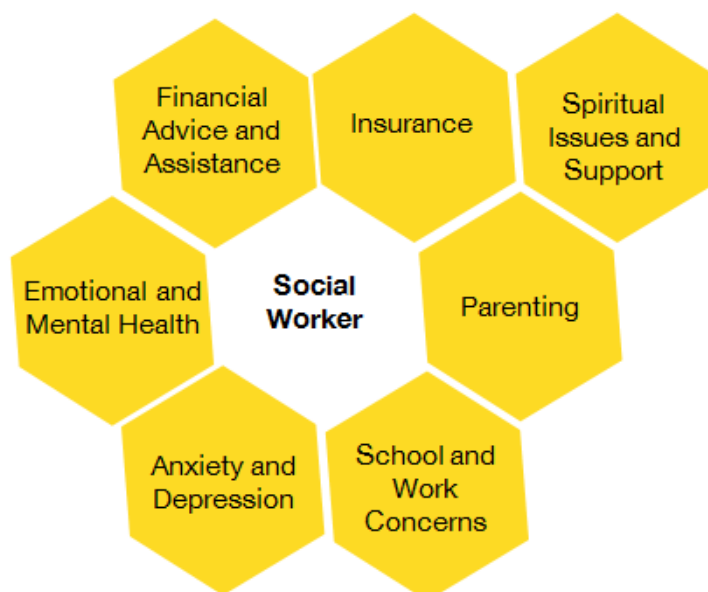 Financial
Advice and
Assistance
Insurance
Spiritual
Issues and
Support
Emotional and
Mental Health
Social
Worker
Parenting
Anxiety and
Depression
School and
Work
Concerns